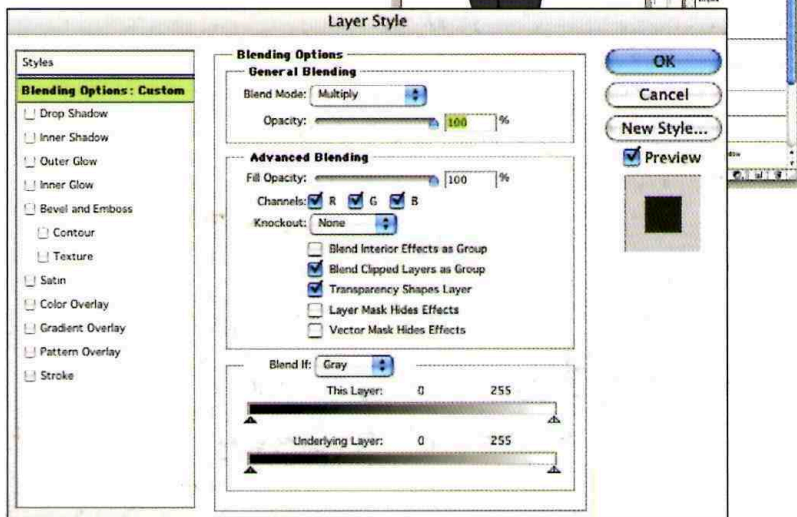 Layer Style
Styles
Blending Options: Custom
Drop Shadow
Inner Shadow
Outer Glow
Inner Glow
Bevel and Emboss
Contour
Texture
Satin
Color Overlay
Gradient Overlay
Pattern Overlay
Stroke
Blending Options
General Blending
Blend Mode: Multiply
Opacity: 100 %
Advanced Blending
Fill Opacity: 100 %
Channels: R G B
Knockout: None
Blend Interior Effects as Group
Blend Clipped Layers as Group
Transparency Shapes Layer
Layer Mask Hides Effects
Vector Mask Hides Effects
Blend If: Gray
This Layer: 0 255
Underlying Layer: 0 255
OK
Cancel
New Style...
Preview